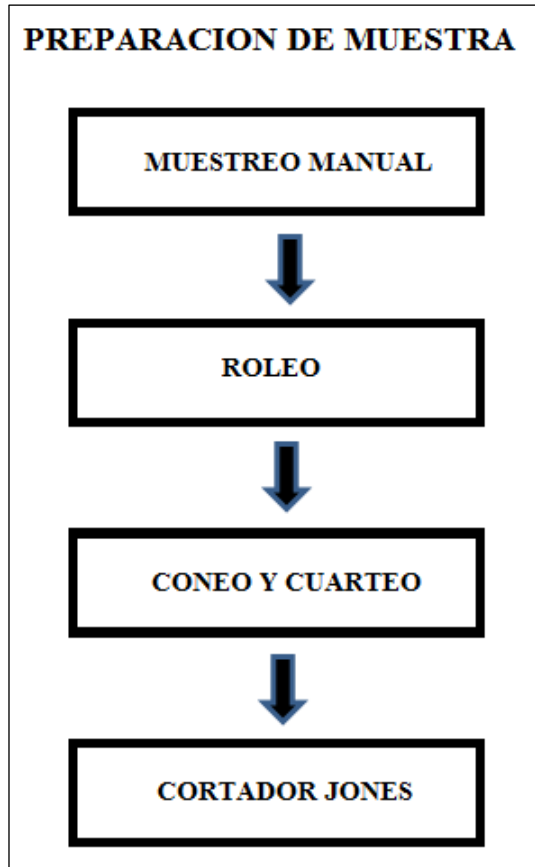 PREPARACION DE MUESTRA
MUESTREO MANUAL
ROLEO
CONEO Y CUARTEO
CORTADOR JONES